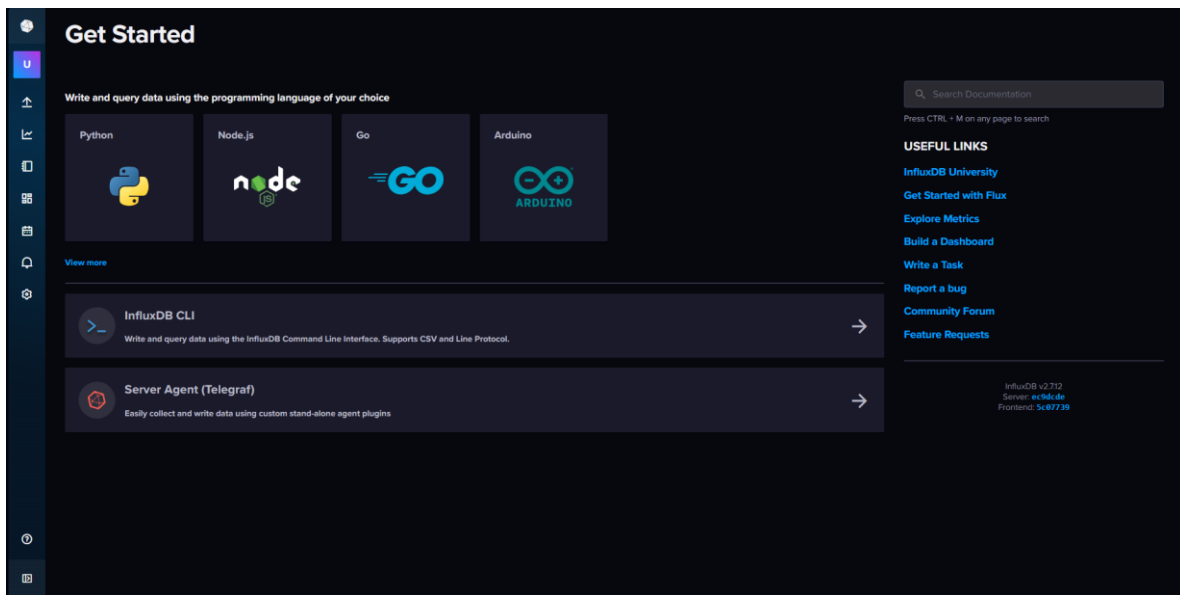 Get Started
U
Write and query data using the programming language of your choice
Python
Node.js
Go
Arduino
node
JS
GO
ARDUINO
View more
InfluxDB CLI
Write and query data using the InfluxDB Command Line Interface. Supports CSV and Line Protocol.
Server Agent (Telegraf)
Easily collect and write data using custom stand-alone agent plugins
Search Documentation
Press CTRL + M on any page to search
USEFUL LINKS
InfluxDB University
Get Started with Flux
Explore Metrics
Build a Dashboard
Write a Task
Report a bug
Community Forum
Feature Requests
InfluxDB v2.7.12
Server: ec9dcde
Frontend: 5c07739